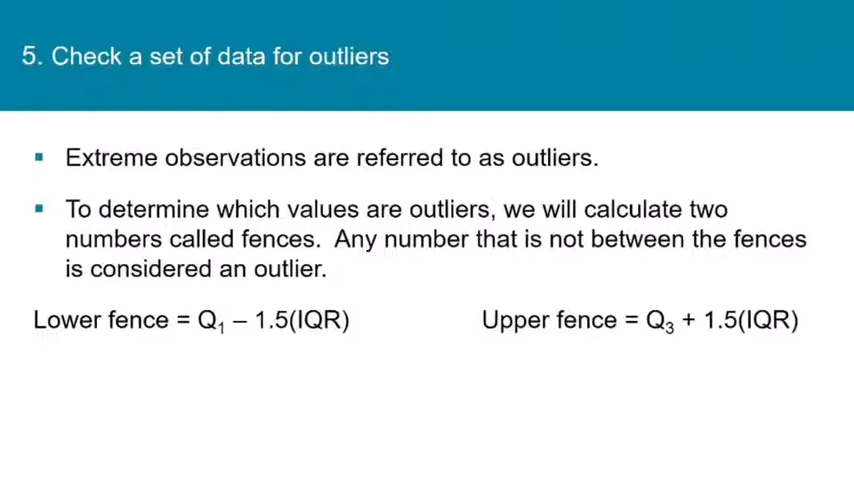 5. Check a set of data for outliers
▪ Extreme observations are referred to as outliers.
▪ To determine which values are outliers, we will calculate two
numbers called fences. Any number that is not between the fences
is considered an outlier.
Lower fence = Q₁ – 1.5(IQR) Upper fence = Q₃ + 1.5(IQR)